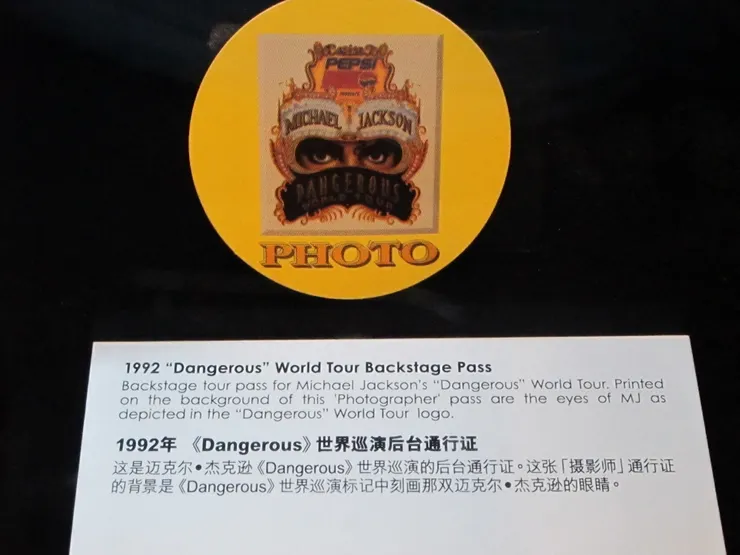 PEPSI
MICHAEL JACKSON
DANGEROUS
WORLD TOUR
PHOTO
1992 “Dangerous” World Tour Backstage Pass
Backstage tour pass for Michael Jackson's “Dangerous” World Tour. Printed
on the background of this 'Photographer' pass are the eyes of MJ as
depicted in the “Dangerous” World Tour logo.
1992年 《Dangerous》世界巡演后台通行证
这是迈克尔•杰克逊《Dangerous》世界巡演的后台通行证。这张「摄影师」通行证
的背景是《Dangerous》世界巡演标记中刻画那双迈克尔•杰克逊的眼睛。